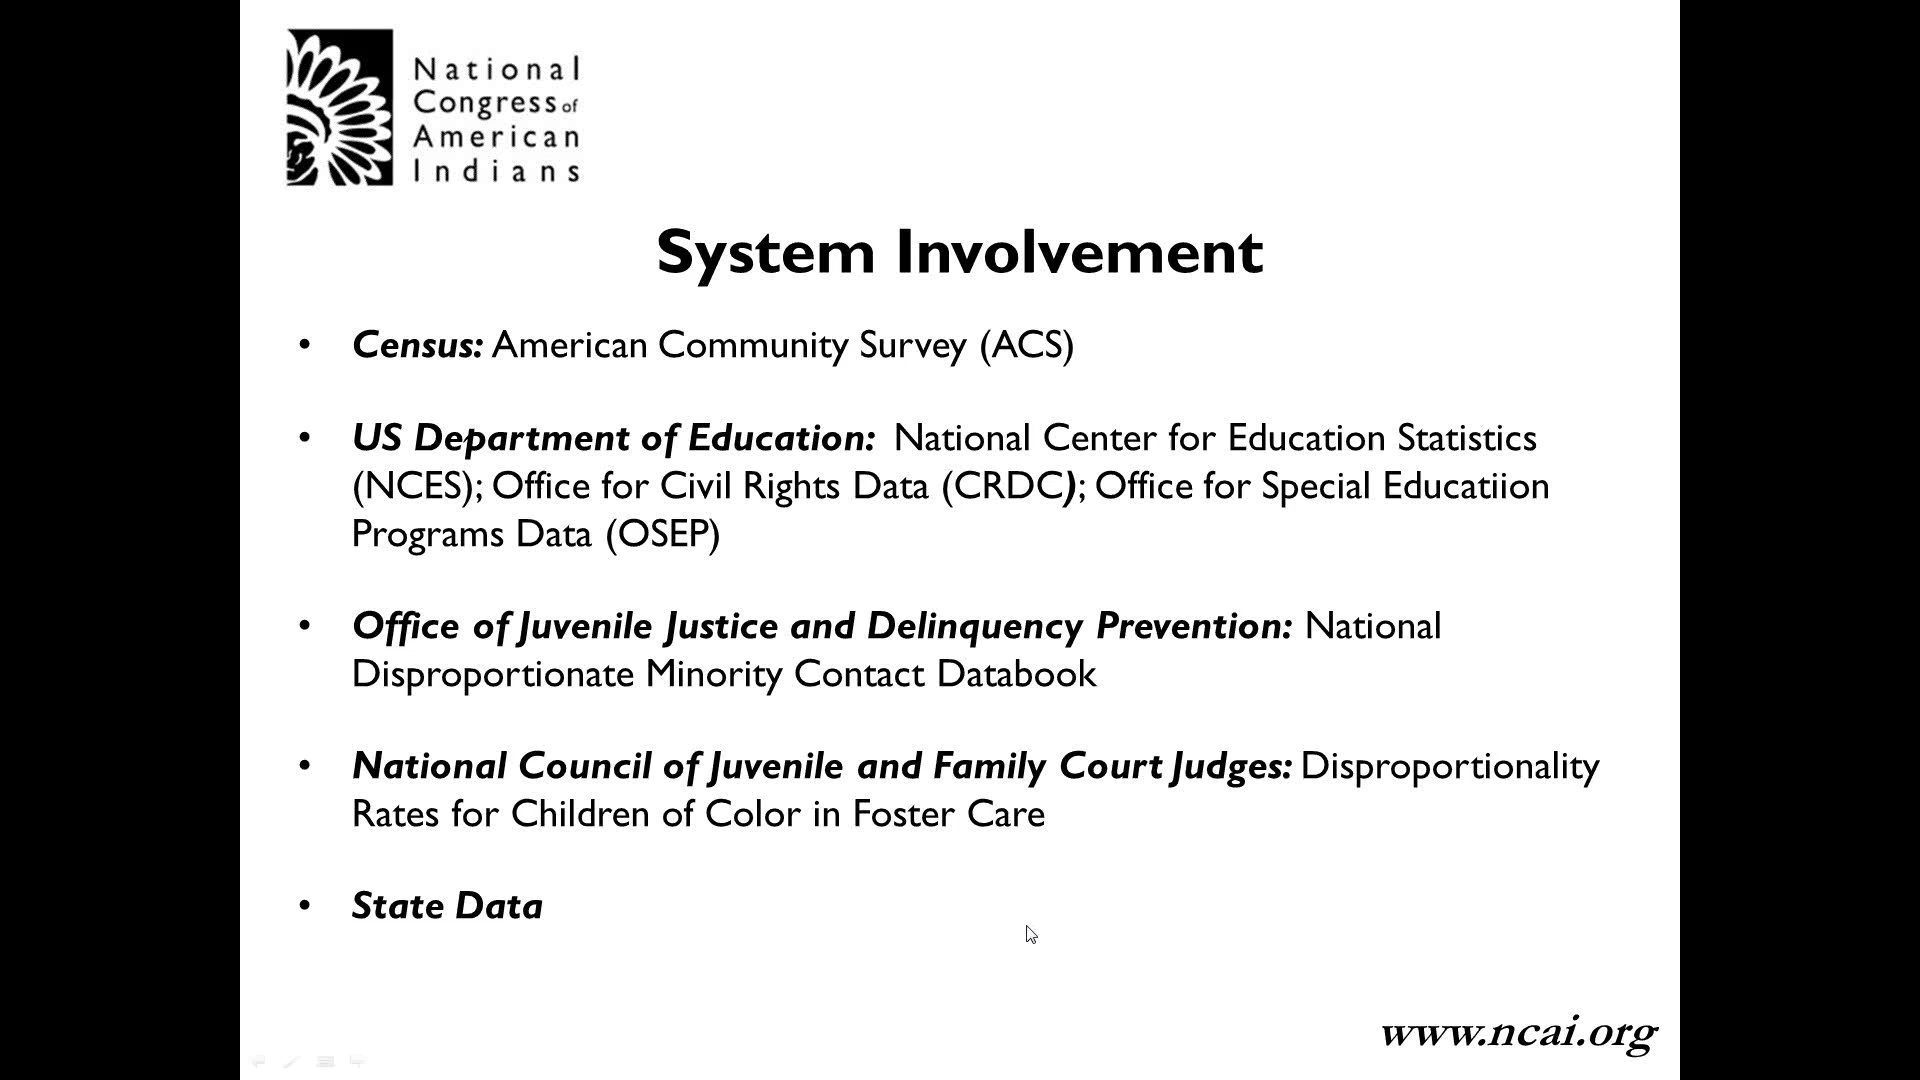 National
Congress of
American
Indians
System Involvement
• Census: American Community Survey (ACS)
• US Department of Education: National Center for Education Statistics
(NCES); Office for Civil Rights Data (CRDC); Office for Special Educatiion
Programs Data (OSEP)
• Office of Juvenile Justice and Delinquency Prevention: National
Disproportionate Minority Contact Databook
• National Council of Juvenile and Family Court Judges: Disproportionality
Rates for Children of Color in Foster Care
• State Data
www.ncai.org